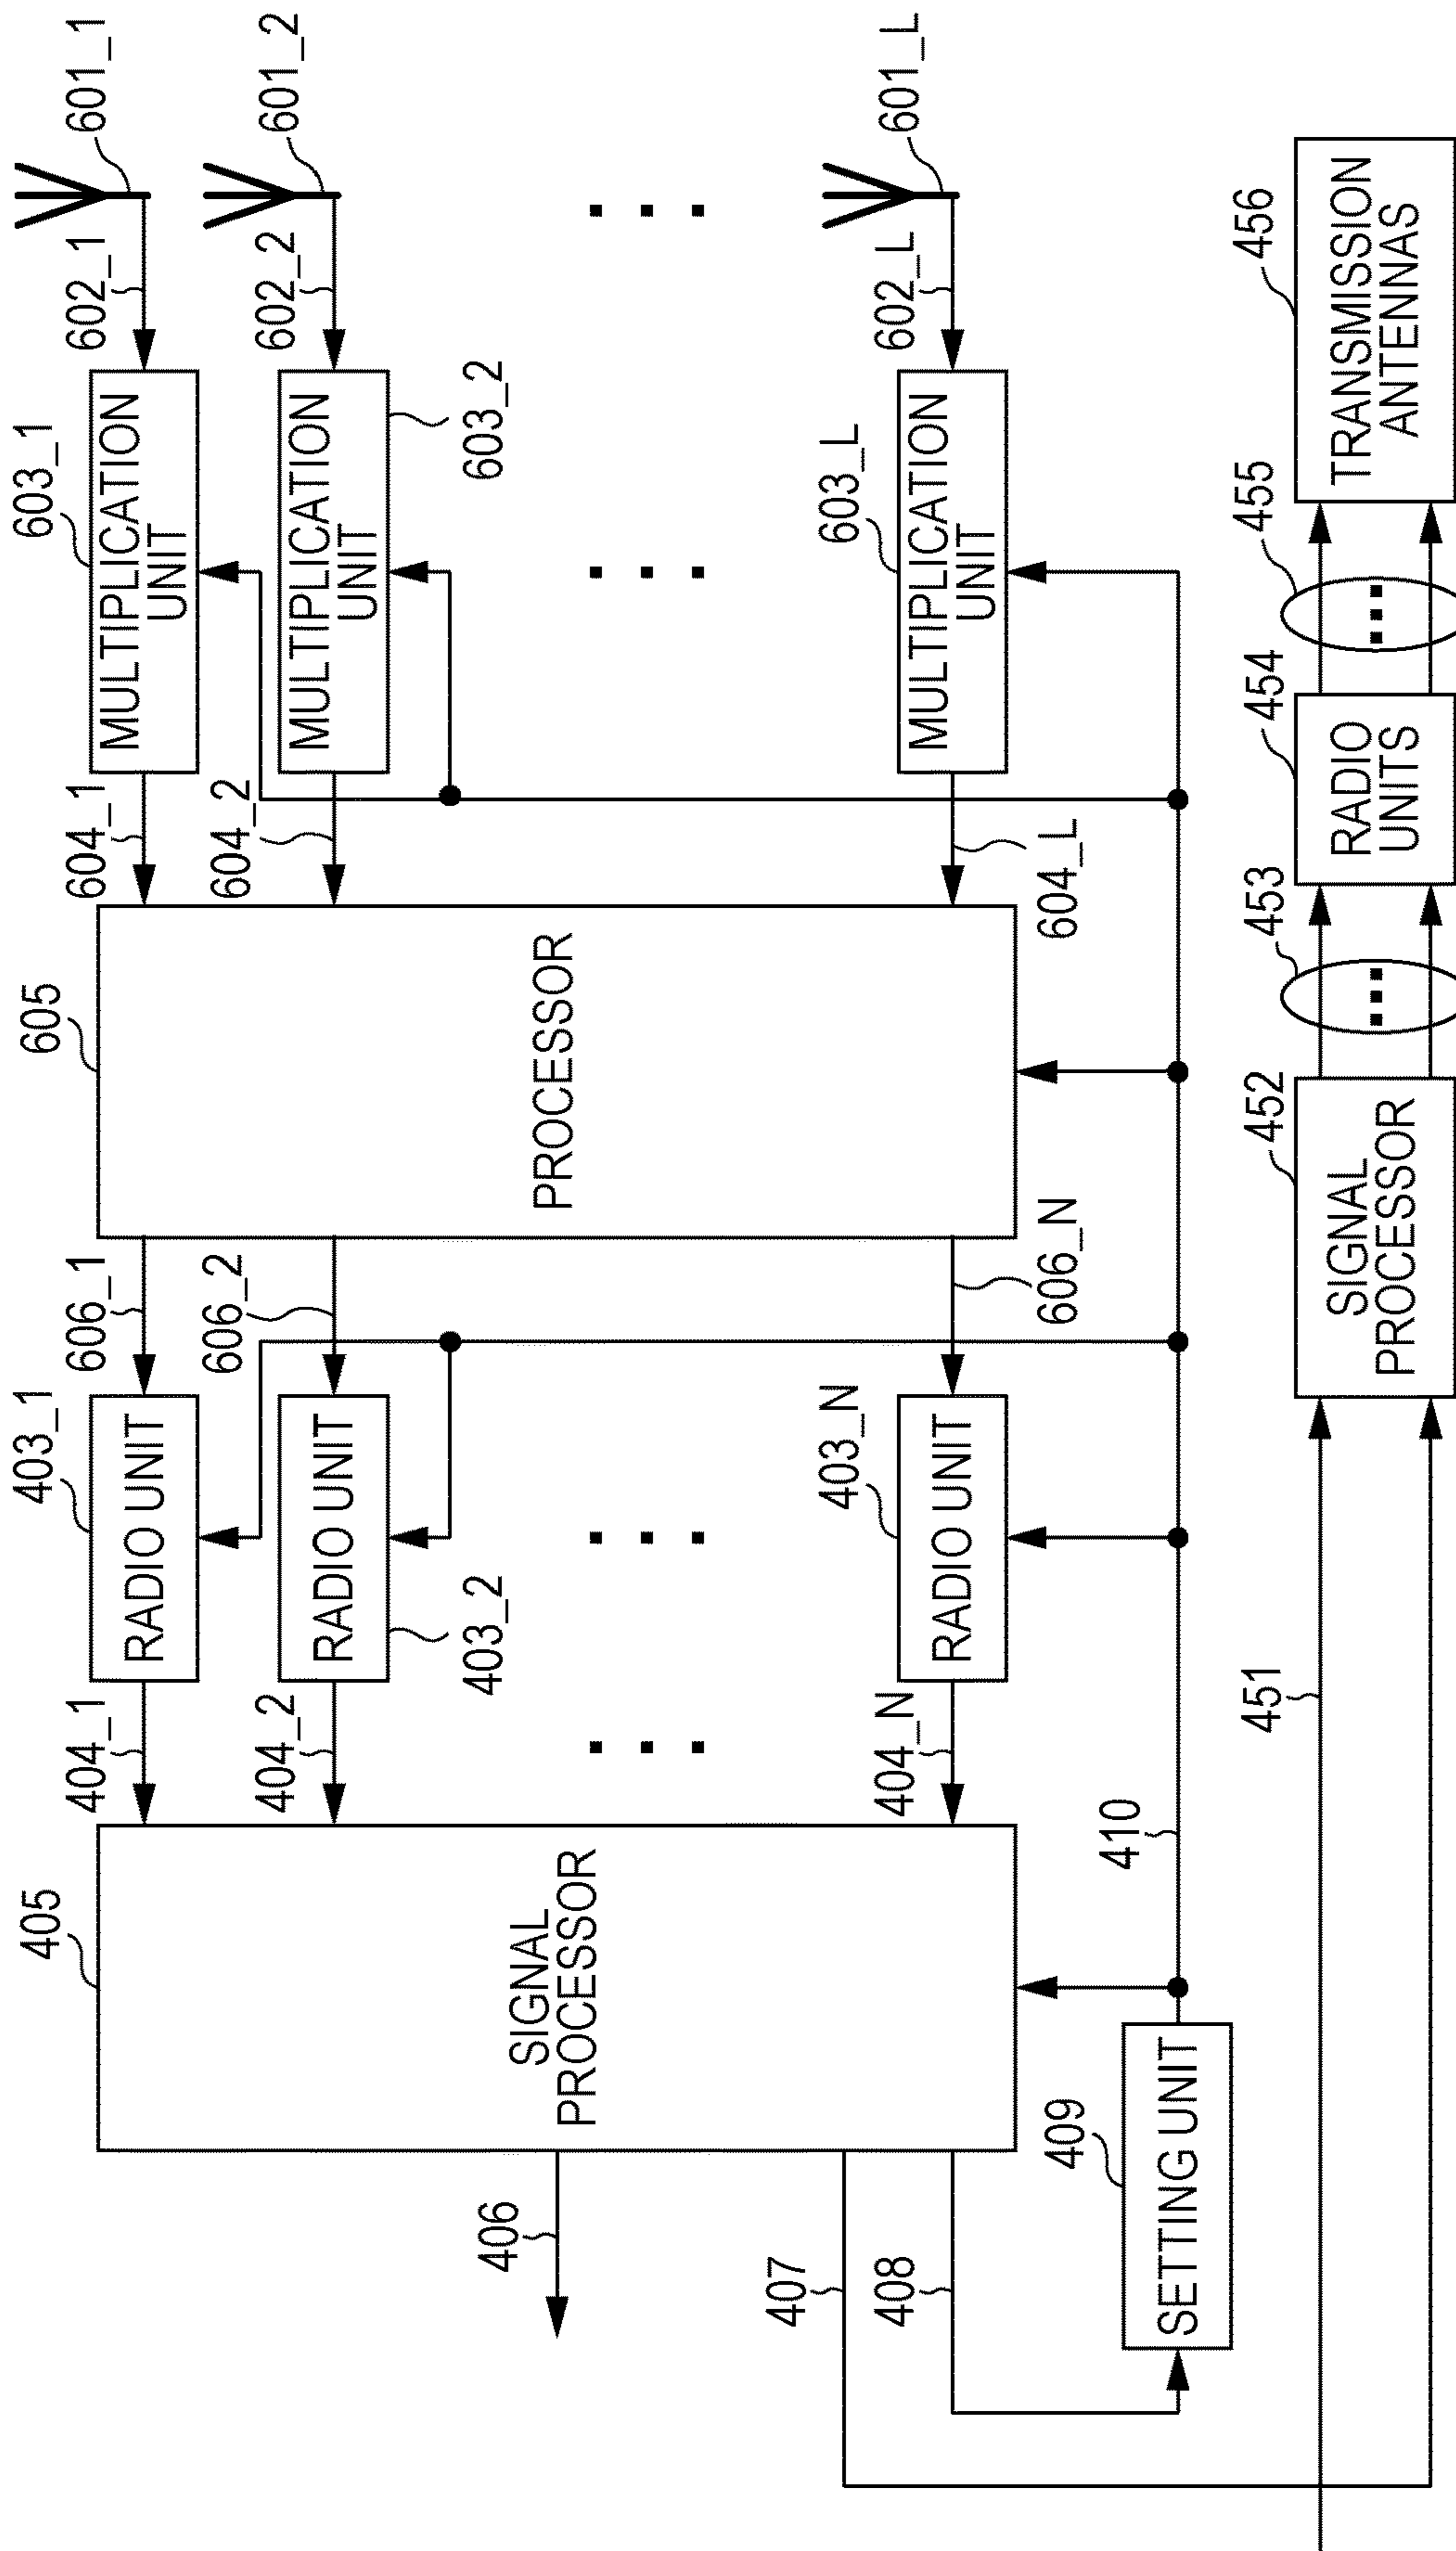 601_1
602_1
603_1
MULTIPLICATION
UNIT
604_1
605
PROCESSOR
606_1
403_1
RADIO UNIT
404_1
405
SIGNAL
PROCESSOR
406
601_2
602_2
MULTIPLICATION
UNIT
603_2
604_2
606_2
RADIO UNIT
403_2
404_2
601_L
602_L
603_L
MULTIPLICATION
UNIT
604_L
606_N
403_N
RADIO UNIT
404_N
407
408
409
SETTING UNIT
410
451
452
SIGNAL
PROCESSOR
453
454
RADIO
UNITS
455
456
TRANSMISSION
ANTENNAS